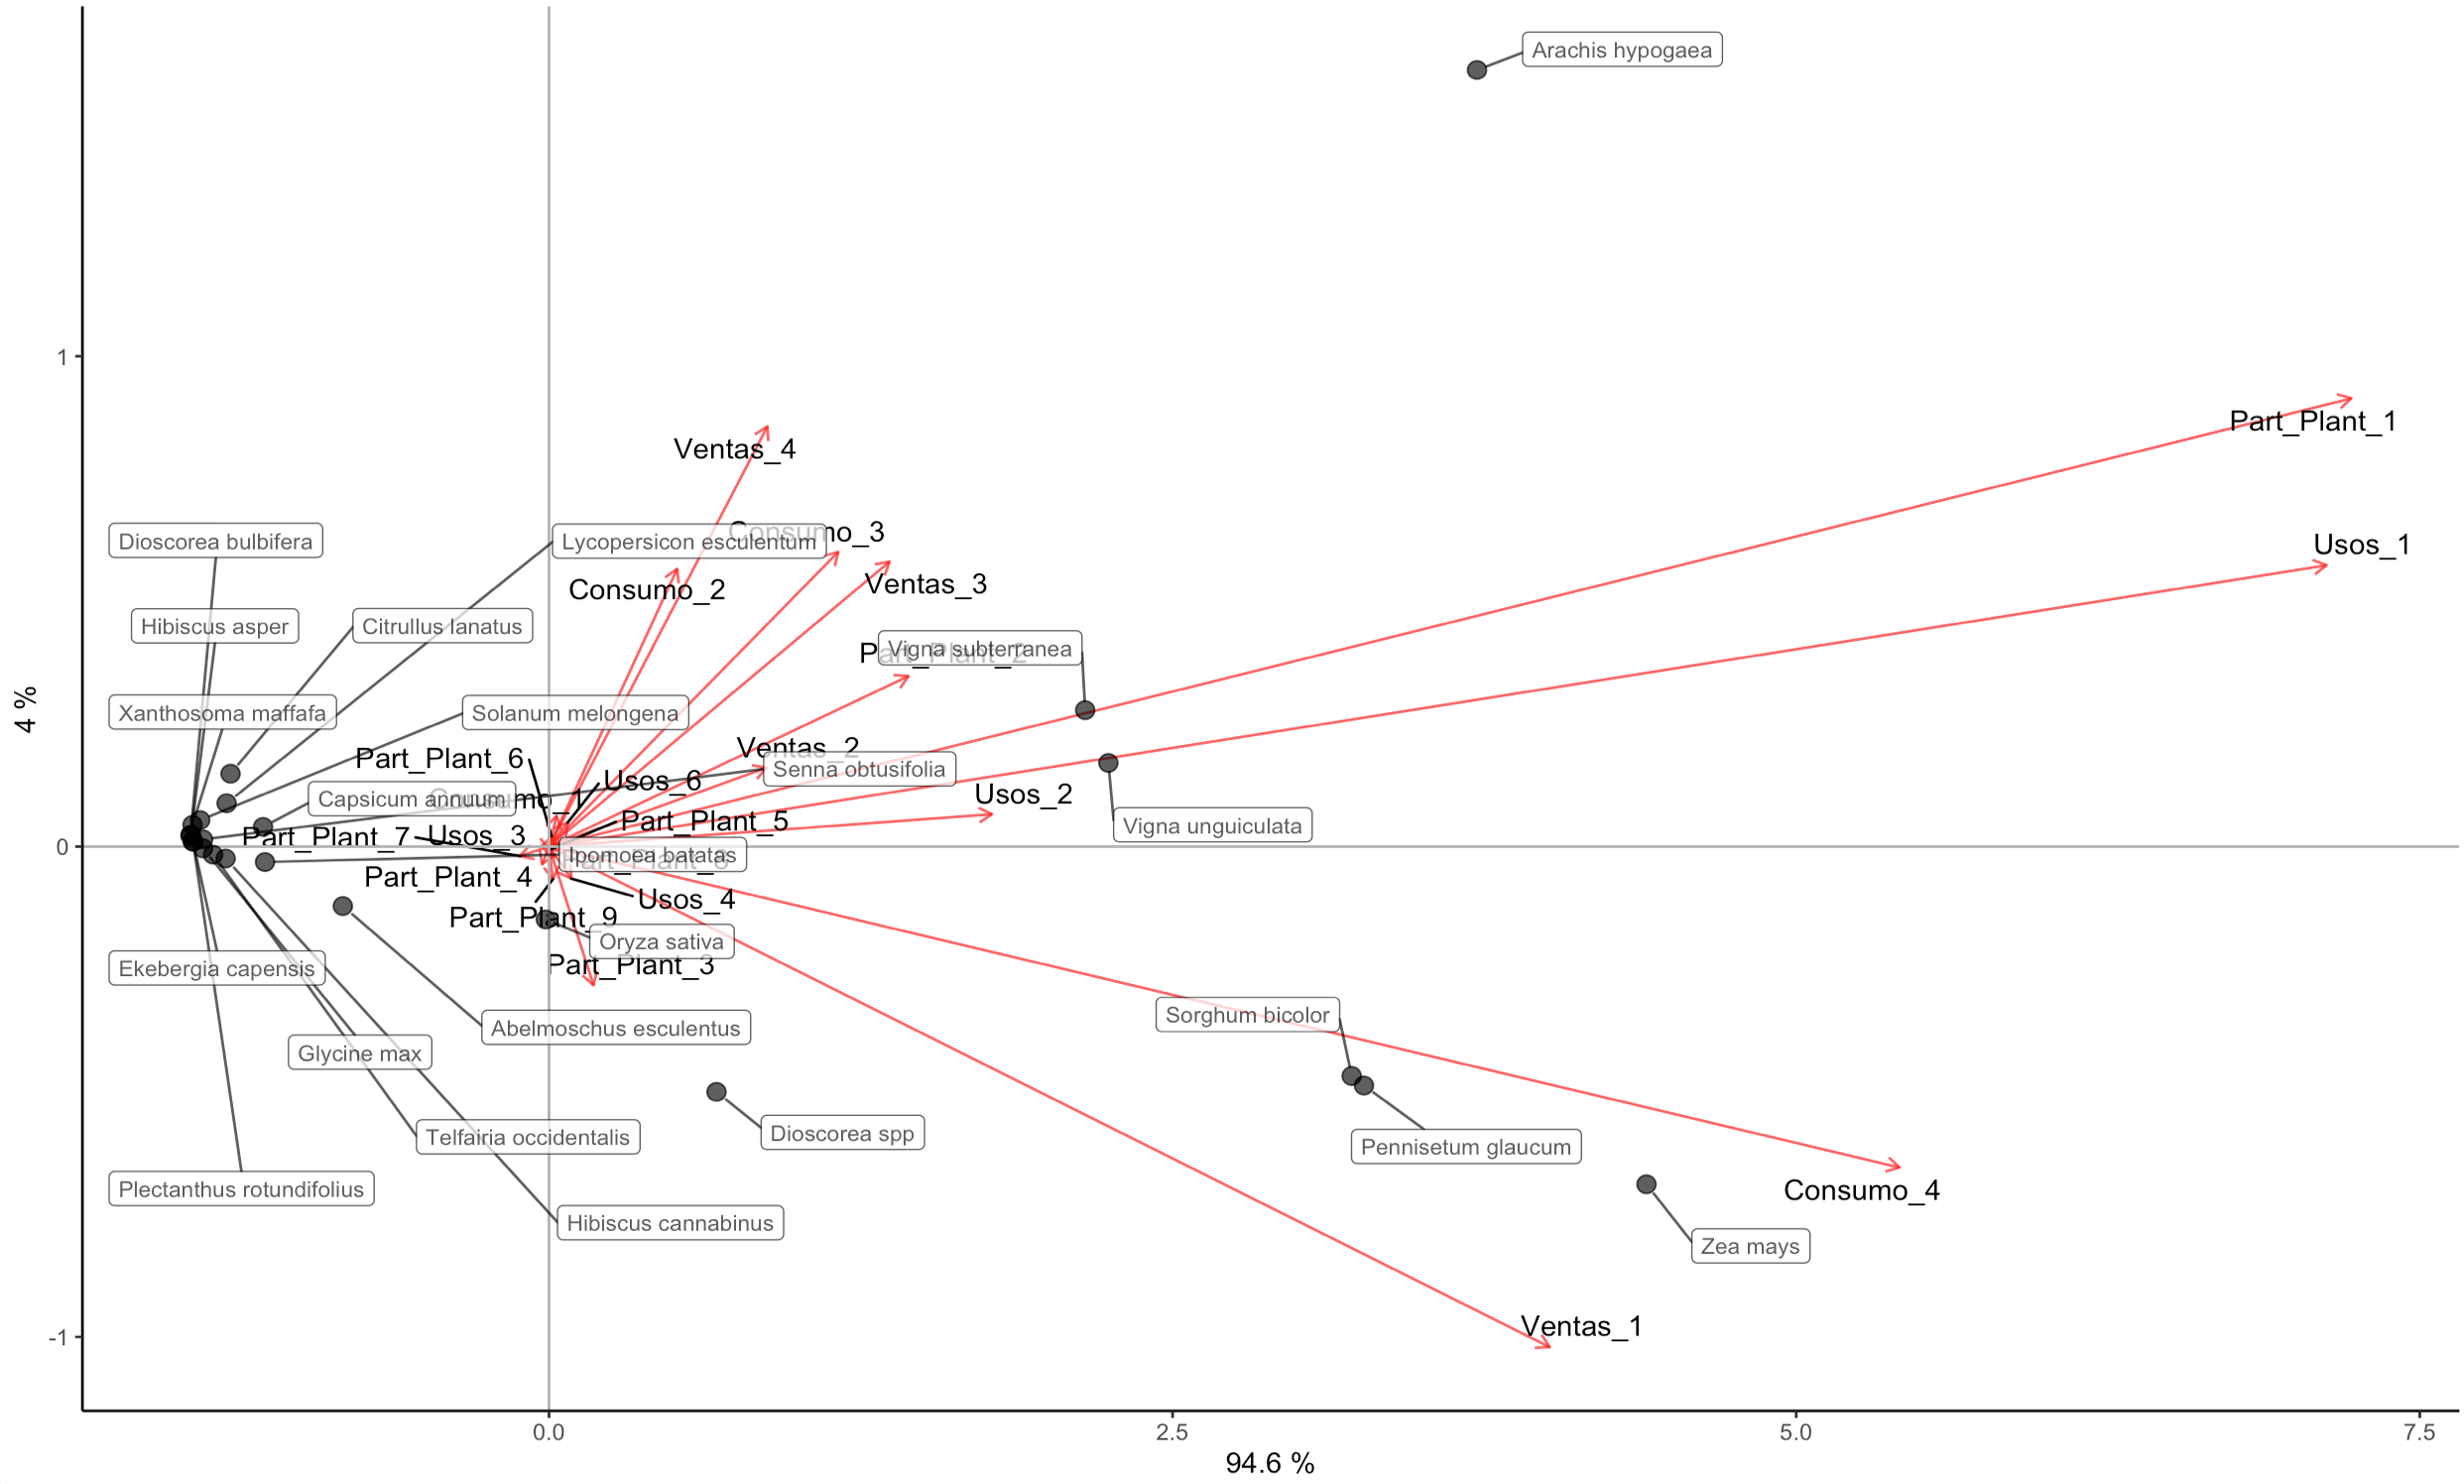 Arachis hypogaea
1
Part_Plant_1
Ventas_4
Consumo_3
Lycopersicon esculentum
Dioscorea bulbifera
Usos_1
Consumo_2
Ventas_3
Hibiscus asper
Citrullus lanatus
Part_Plant_2
Vigna subterranea
Xanthosoma maffafa
Solanum melongena
Part_Plant_6
Ventas_2
Senna obtusifolia
Usos_6
Usos_2
Capsicum annuum
Consumo_1
Part_Plant_5
Vigna unguiculata
Part_Plant_7
Usos_3
0
Ipomoea batatas
Part_Plant_4
Usos_4
Part_Plant_9
Oryza sativa
Part_Plant_3
Ekebergia capensis
Sorghum bicolor
Abelmoschus esculentus
Glycine max
Dioscorea spp
Telfairia occidentalis
Pennisetum glaucum
Plectanthus rotundifolius
Consumo_4
Hibiscus cannabinus
Zea mays
Ventas_1
-1
4 %
0.0
2.5
5.0
7.5
94.6 %